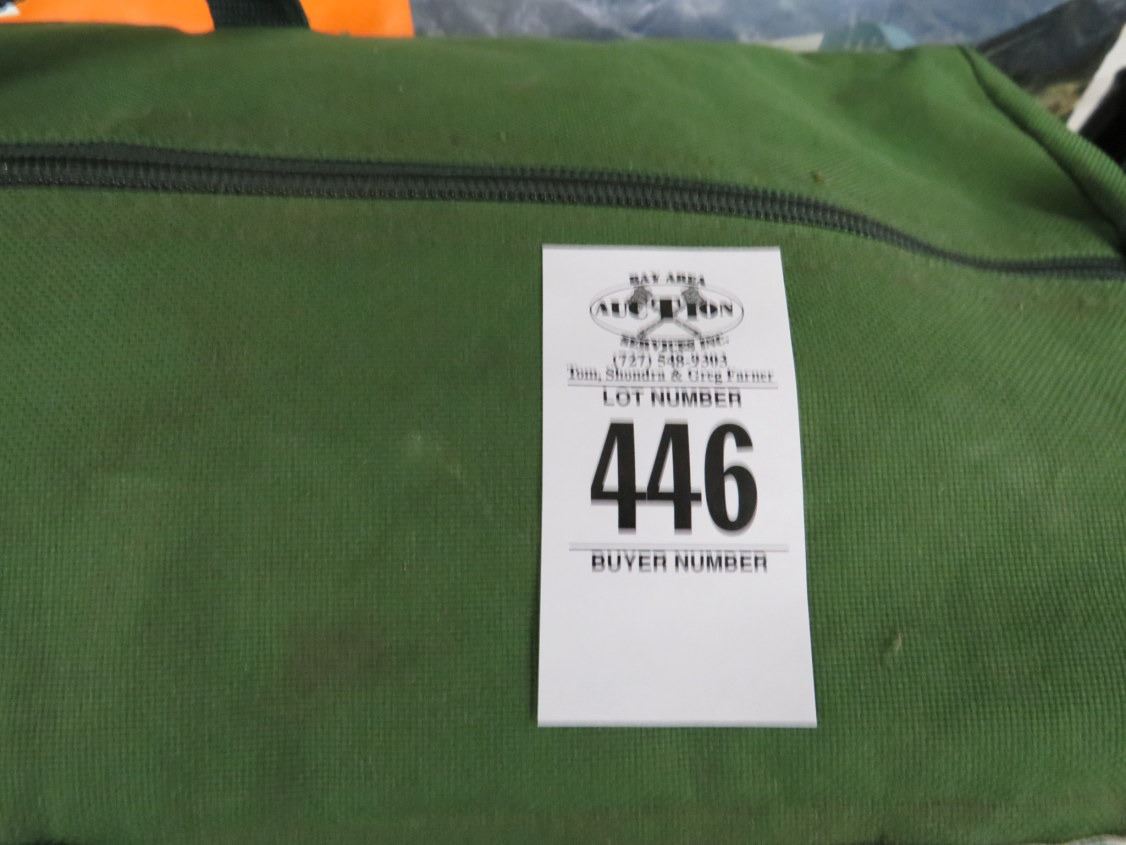 BAY AREA
AUCTION
SERVICES INC.
(727) 548-9303
Tom, Shondra & Greg Farner
LOT NUMBER
446
BUYER NUMBER